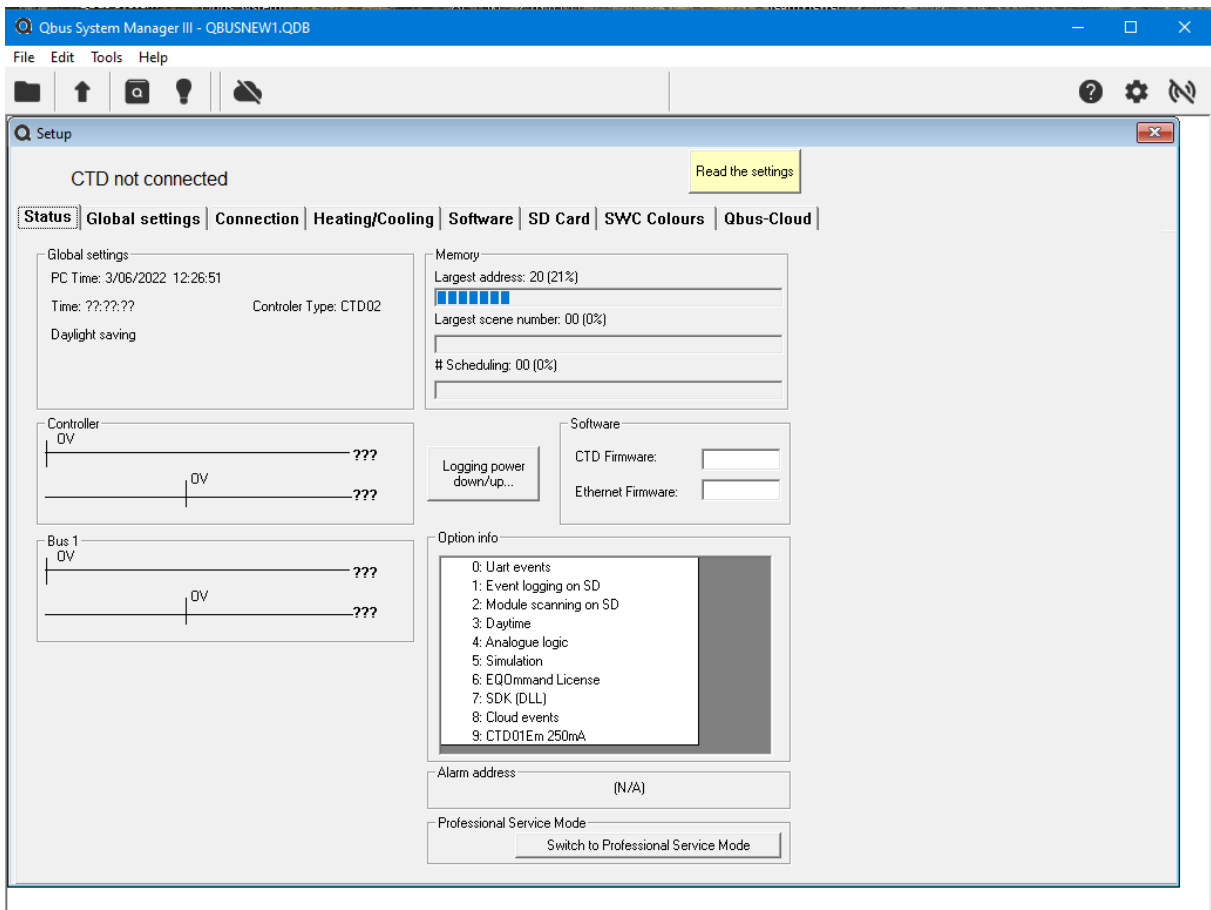 Qbus System Manager III - QBUSNEW1.QDB
File Edit Tools Help
Setup
CTD not connected
Read the settings
Status Global settings Connection Heating/Cooling Software SD Card SWC Colours Qbus-Cloud
Global settings
PC Time: 3/06/2022 12:26:51
Time: ??:??:?? Controler Type: CTD02
Daylight saving
Memory
Largest address: 20 (21%)
Largest scene number: 00 (0%)
# Scheduling: 00 (0%)
Controller
0V
???
0V
???
Logging power
down/up...
Software
CTD Firmware:
Ethernet Firmware:
Bus 1
0V
???
0V
???
Option info
0: Uart events
1: Event logging on SD
2: Module scanning on SD
3: Daytime
4: Analogue logic
5: Simulation
6: EQOmmand License
7: SDK (DLL)
8: Cloud events
9: CTD01Em 250mA
Alarm address
(N/A)
Professional Service Mode
Switch to Professional Service Mode